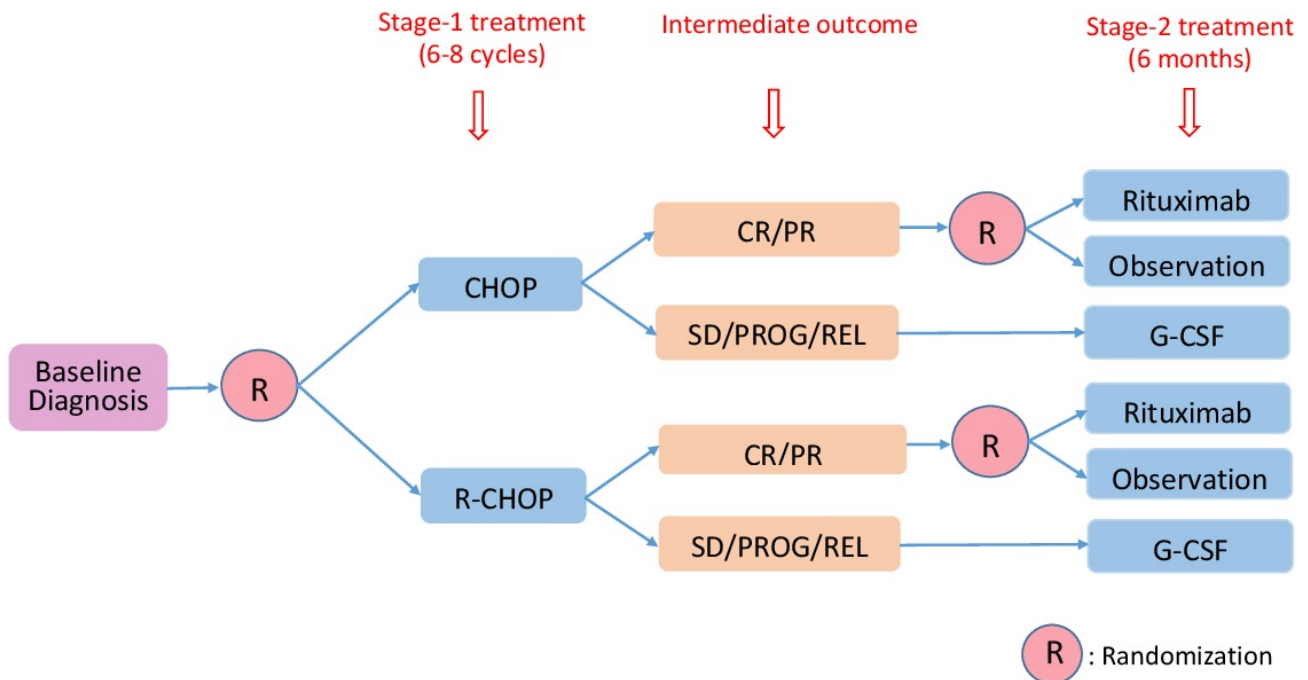 Stage-1 treatment
(6-8 cycles)
Intermediate outcome
Stage-2 treatment
(6 months)
Baseline
Diagnosis
R
CHOP
R-CHOP
CR/PR
SD/PROG/REL
CR/PR
SD/PROG/REL
R
R
Rituximab
Observation
G-CSF
Rituximab
Observation
G-CSF
R : Randomization